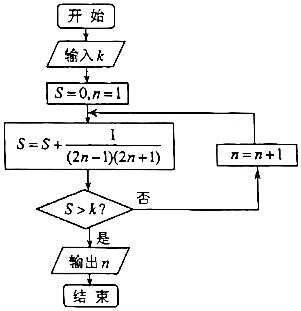 开 始
输入k
S=0,n=1
S=S+\frac{1}{(2n-1)(2n+1)}
n=n+1
S>k?
否
是
输出n
结 束